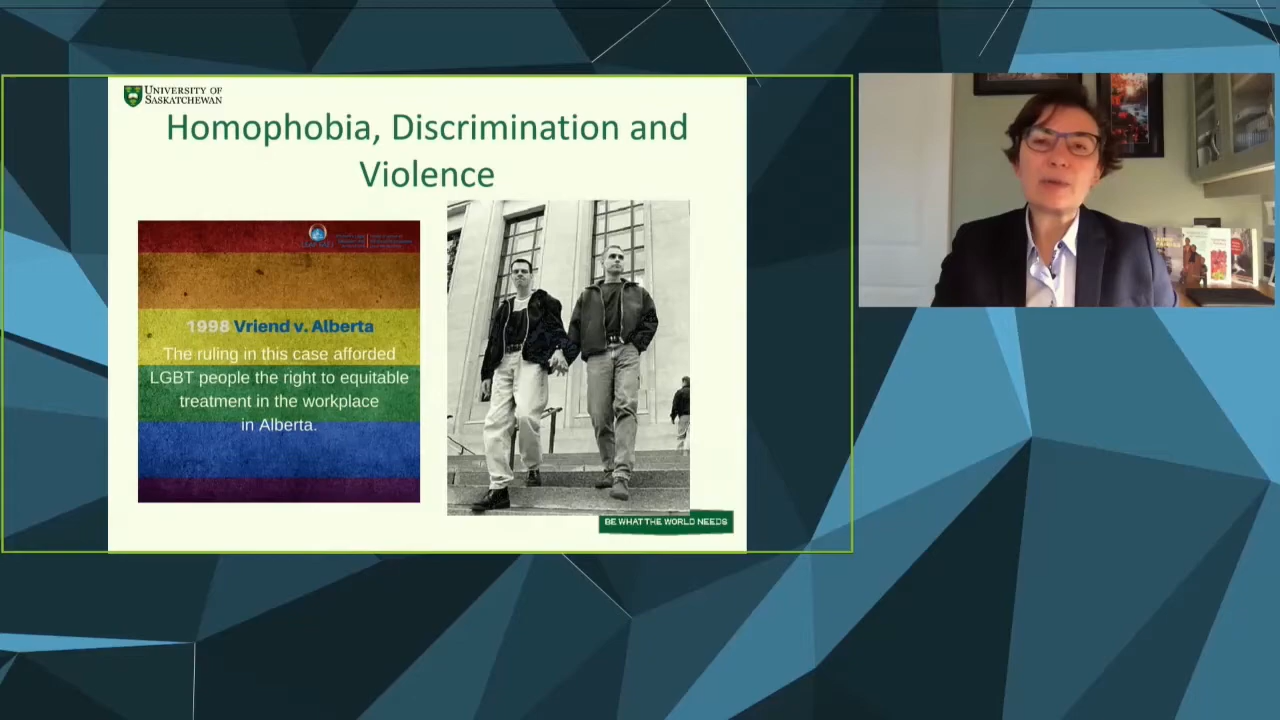 UNIVERSITY OF
SASKATCHEWAN
Homophobia, Discrimination and
Violence
1998 Vriend v. Alberta
The ruling in this case afforded
LGBT people the right to equitable
treatment in the workplace
in Alberta.
BE WHAT THE WORLD NEEDS